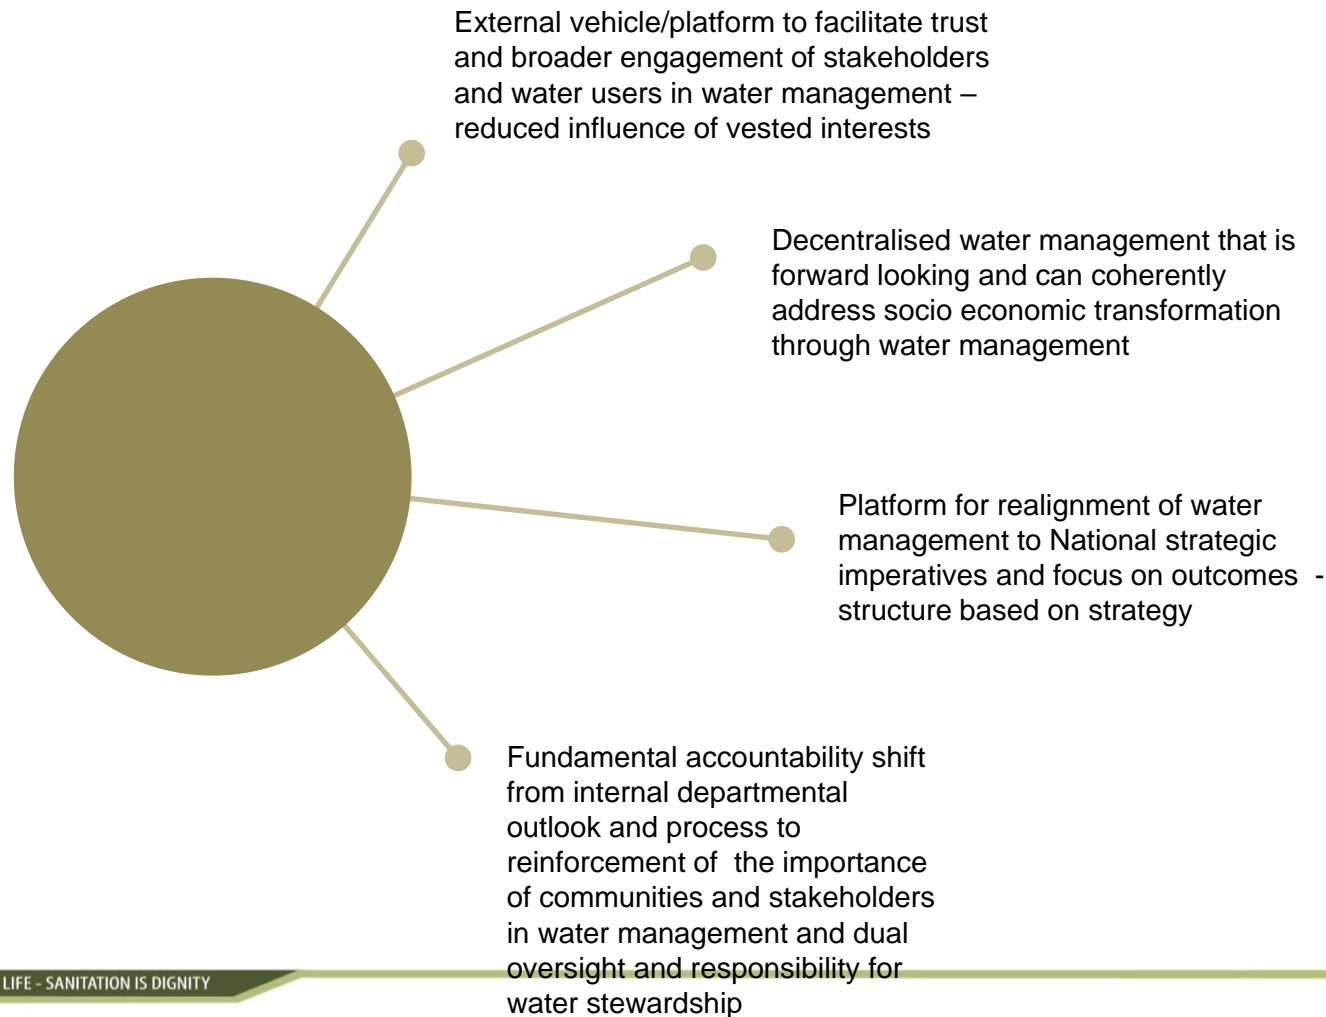 External vehicle/platform to facilitate trust
and broader engagement of stakeholders
and water users in water management –
reduced influence of vested interests
Decentralised water management that is
forward looking and can coherently
address socio economic transformation
through water management
Platform for realignment of water
management to National strategic
imperatives and focus on outcomes  -
structure based on strategy
Fundamental accountability shift
from internal departmental
outlook and process to
reinforcement of  the importance
of communities and stakeholders
in water management and dual
oversight and responsibility for
water stewardship
LIFE - SANITATION IS DIGNITY